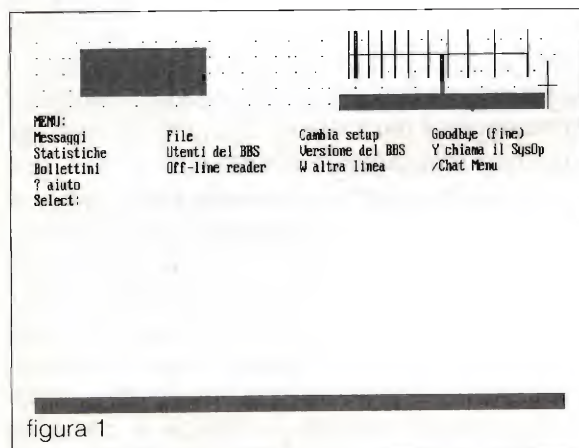 MENU:
Messaggi File Cambia setup Goodbye (fine)
Statistiche Utenti del BBS Versione del BBS Y chiama il SysOp
Bollettini Off-line reader W altra linea /Chat Menu
? aiuto
Select:
figura 1